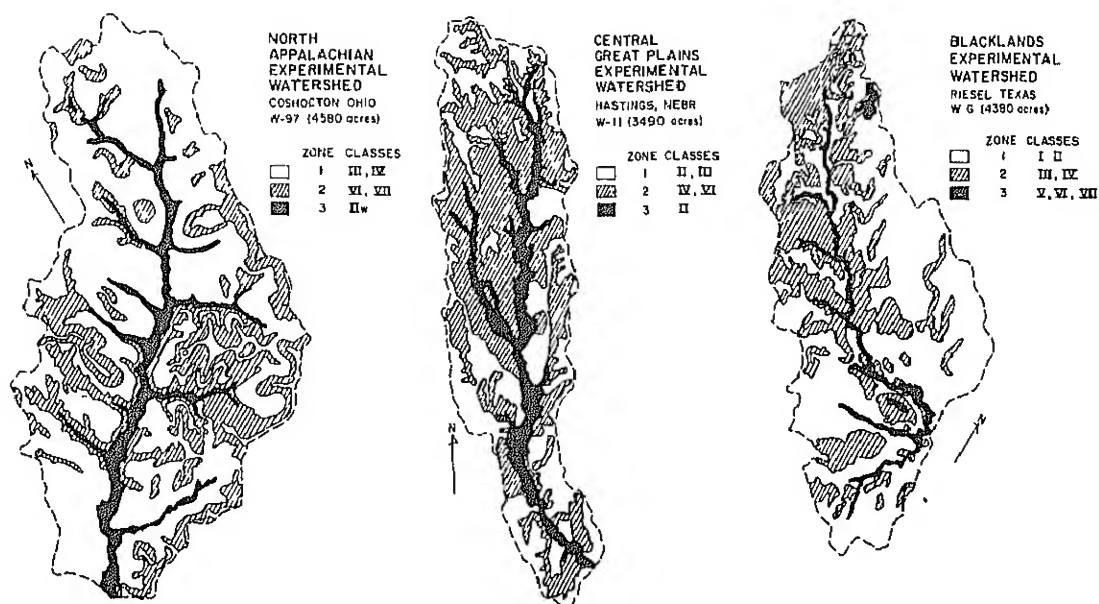 NORTH
APPALACHIAN
EXPERIMENTAL
WATERSHED
COSHOCTON OHIO
W-97 (4580 acres)
ZONE CLASSES
1 III, IV
2 VI, VII
3 IIw
N
CENTRAL
GREAT PLAINS
EXPERIMENTAL
WATERSHED
HASTINGS, NEBR
W-11 (3490 acres)
ZONE CLASSES
1 II, III
2 IV, VI
3 II
N
BLACKLANDS
EXPERIMENTAL
WATERSHED
RIESEL TEXAS
W G (4380 acres)
ZONE CLASSES
1 I II
2 III, IV
3 V, VI, VII
N